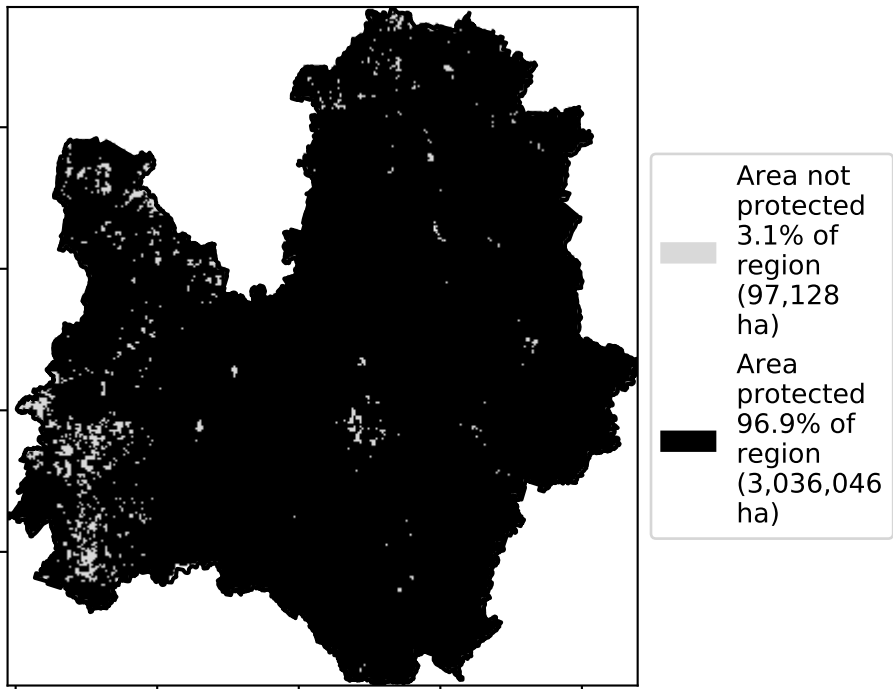 Area not
protected
3.1% of
region
(97,128
ha)
Area
protected
96.9% of
region
(3,036,046
ha)